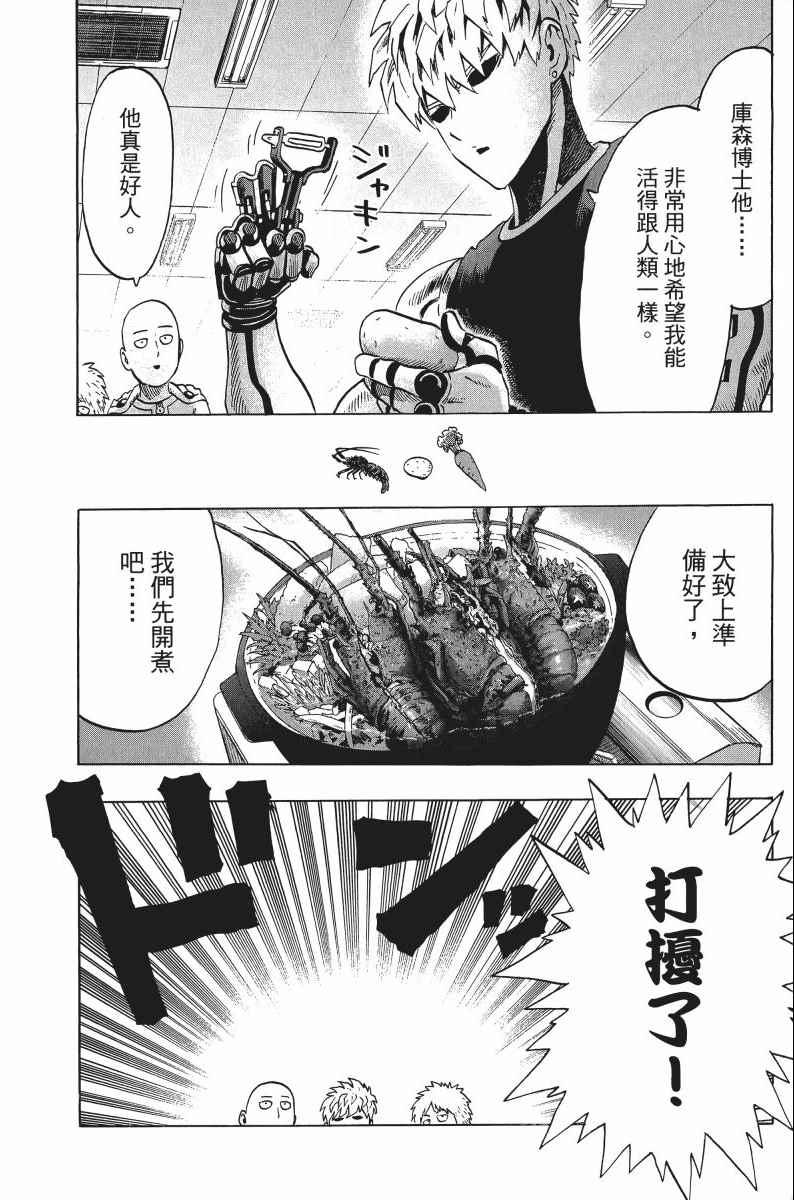 庫森博士他……
非常用心地希望我能
活得跟人類一樣。
ジャキン
他真是好人。
大致上準
備好了，
我們先開煮
吧……
打擾了！
ドンッ